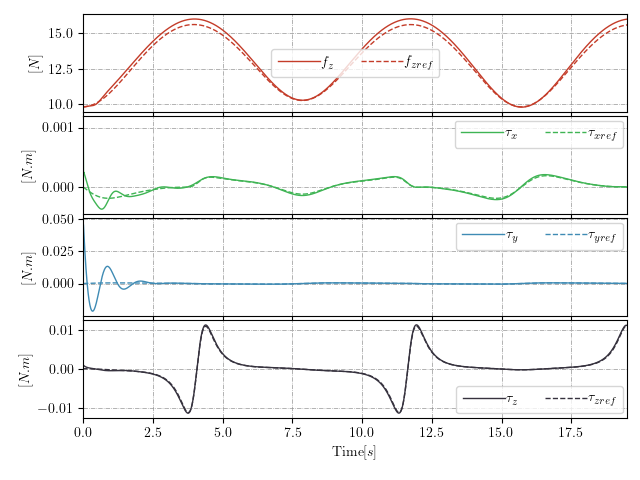 15.0
12.5
10.0
[N]
f_z f_zref
0.001
0.000
[N.m]
τ_x τ_xref
0.050
0.025
0.000
[N.m]
τ_y τ_yref
0.01
0.00
−0.01
[N.m]
τ_z τ_zref
0.0 2.5 5.0 7.5 10.0 12.5 15.0 17.5
Time[s]